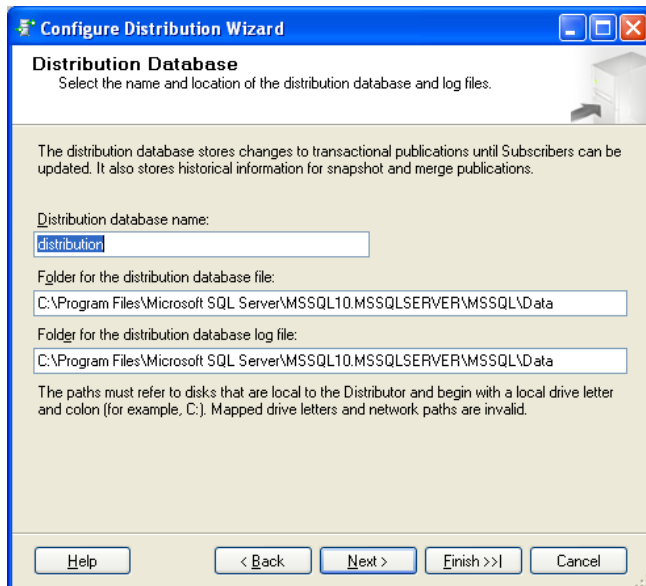 Configure Distribution Wizard
Distribution Database
Select the name and location of the distribution database and log files.
The distribution database stores changes to transactional publications until Subscribers can be
updated. It also stores historical information for snapshot and merge publications.
Distribution database name:
distribution
Folder for the distribution database file:
C:\Program Files\Microsoft SQL Server\MSSQL10.MSSQLSERVER\MSSQL\Data
Folder for the distribution database log file:
C:\Program Files\Microsoft SQL Server\MSSQL10.MSSQLSERVER\MSSQL\Data
The paths must refer to disks that are local to the Distributor and begin with a local drive letter
and colon (for example, C:). Mapped drive letters and network paths are invalid.
Help < Back Next > Finish >>| Cancel